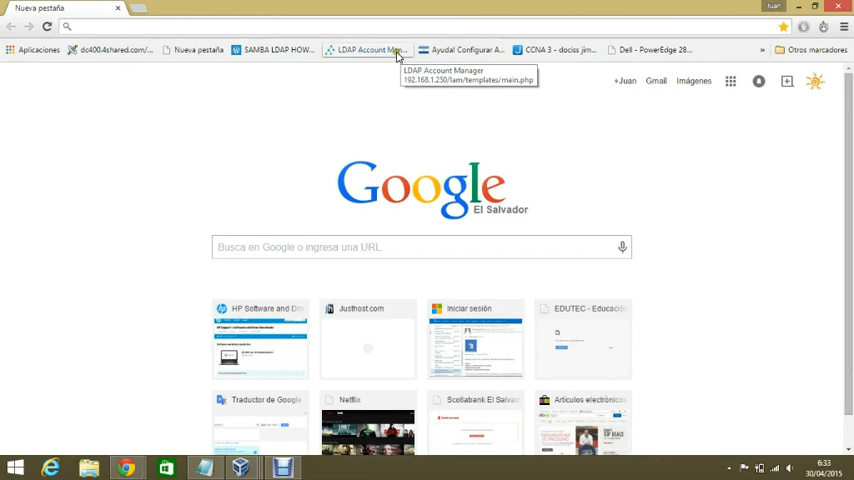 Nueva pestaña
Juan
Aplicaciones
dc400.4shared.com/...
Nueva pestaña
SAMBA LDAP HOW...
LDAP Account Man...
Ayuda! Configurar A...
CCNA 3 - dociss jim...
Dell - PowerEdge 28...
»
Otros marcadores
LDAP Account Manager
192.168.1.250/lam/templates/main.php
+Juan
Gmail
Imágenes
Google
El Salvador
Busca en Google o ingresa una URL.
HP Software and Driv
Justhost.com
Iniciar sesión
EDUTEC - Educación
Traductor de Google
Netflix
Scotiabank El Salvad
Artículos electrónicos
6:33
30/04/2015